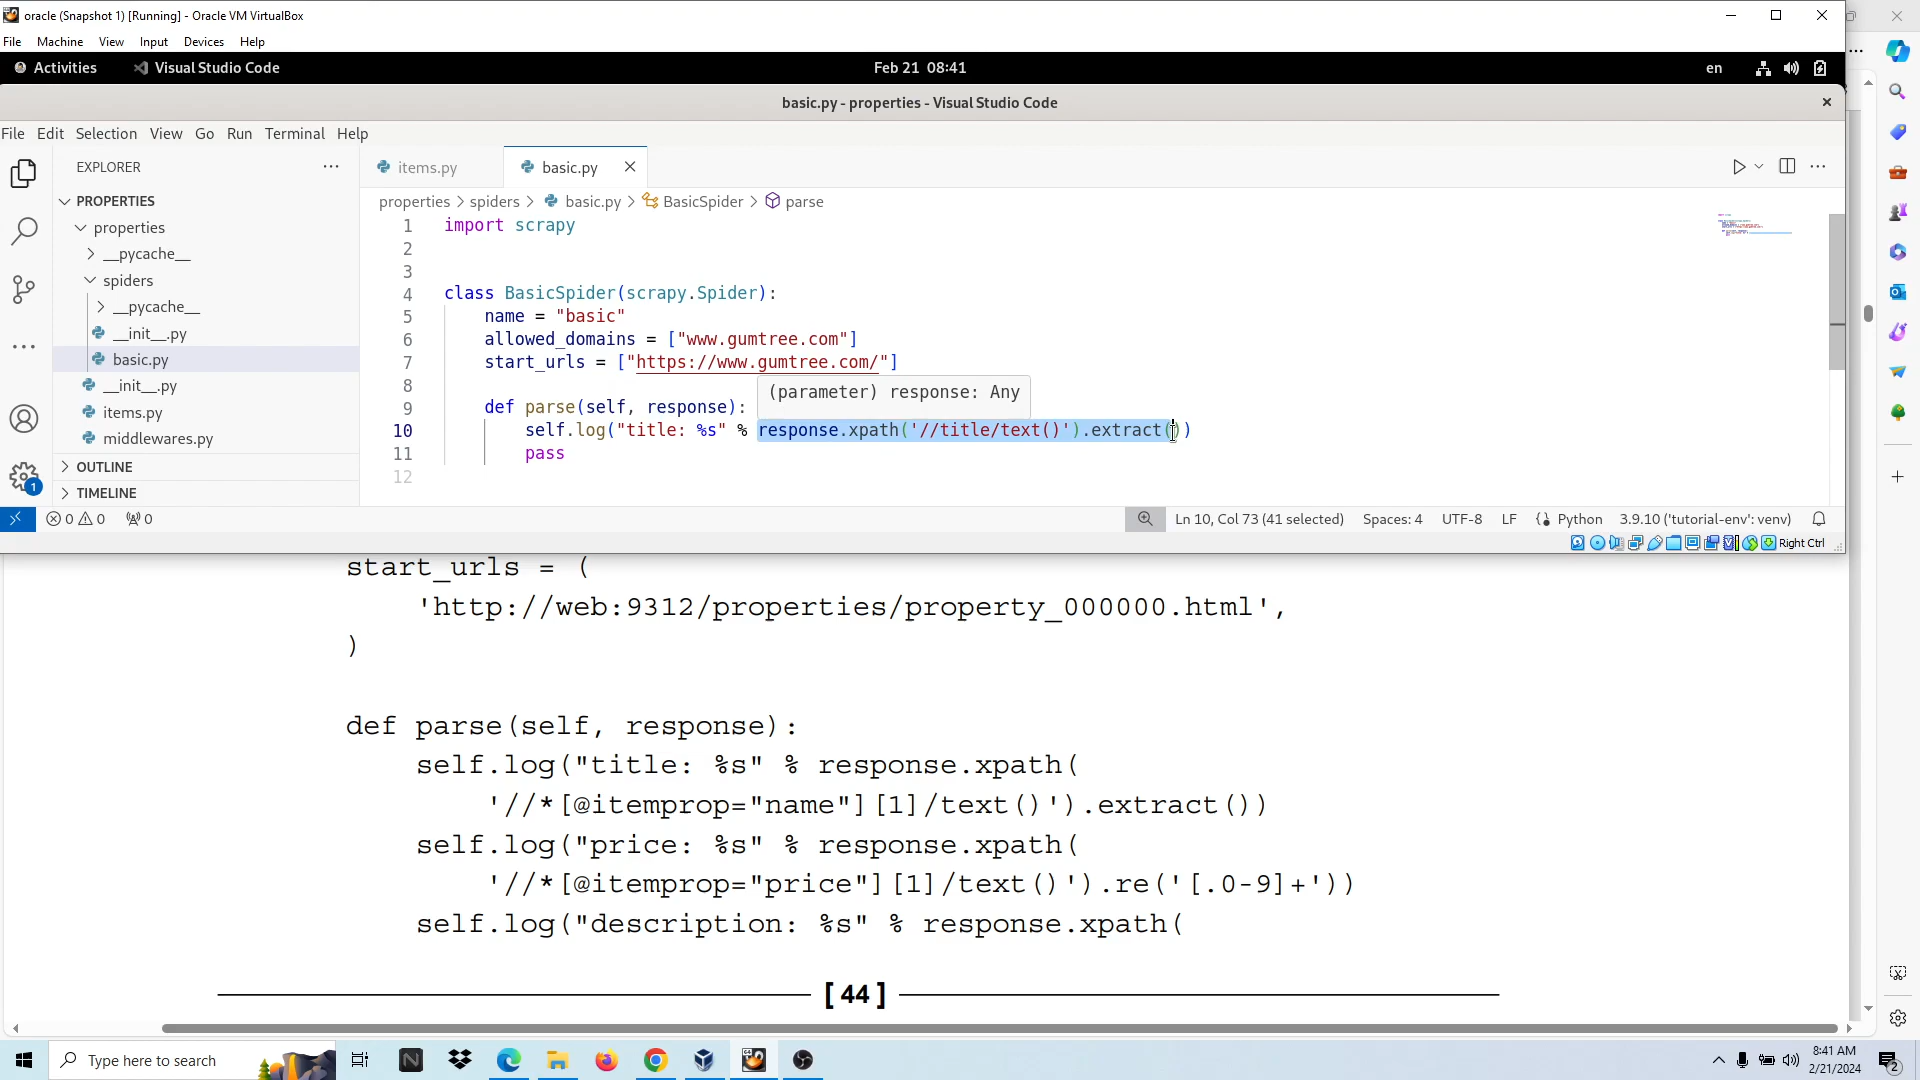 oracle (Snapshot 1) [Running] - Oracle VM VirtualBox
File Machine View Input Devices Help
Activities Visual Studio Code Feb 21 08:41 en
basic.py - properties - Visual Studio Code
File Edit Selection View Go Run Terminal Help
EXPLORER
PROPERTIES
properties
__pycache__
spiders
__pycache__
__init__.py
basic.py
__init__.py
items.py
middlewares.py
OUTLINE
TIMELINE
1
items.py basic.py
properties > spiders > basic.py > BasicSpider > parse
1 import scrapy
2
3
4 class BasicSpider(scrapy.Spider):
5 name = "basic"
6 allowed_domains = ["www.gumtree.com"]
7 start_urls = ["https://www.gumtree.com/"]
8
(parameter) response: Any
9 def parse(self, response):
10 self.log("title: %s" % response.xpath('//title/text()').extract())
11 pass
12
0 0 0 Ln 10, Col 73 (41 selected) Spaces: 4 UTF-8 LF Python 3.9.10 ('tutorial-env': venv)
Right Ctrl
start_urls = (
'http://web:9312/properties/property_000000.html',
)
def parse(self, response):
self.log("title: %s" % response.xpath(
'//*[@itemprop="name"][1]/text()').extract())
self.log("price: %s" % response.xpath(
'//*[@itemprop="price"][1]/text()').re('[.0-9]+'))
self.log("description: %s" % response.xpath(
[ 44 ]
Type here to search
8:41 AM
2/21/2024
2